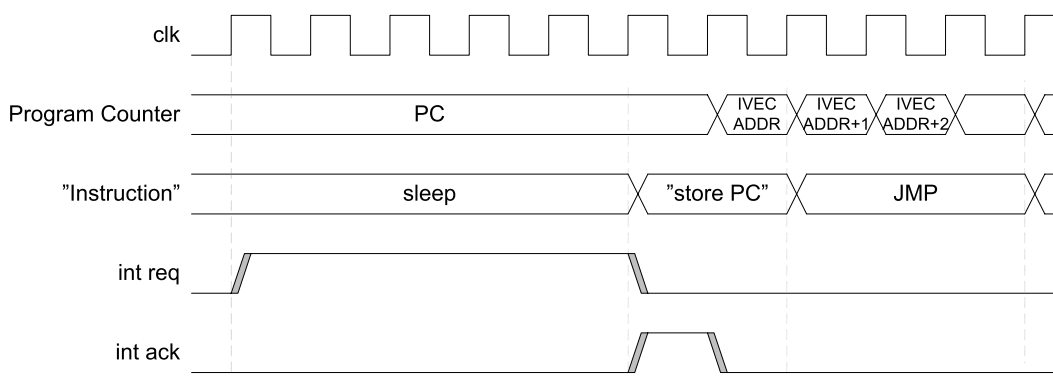 clk
Program Counter
PC
IVEC
ADDR
IVEC
ADDR+1
IVEC
ADDR+2
”Instruction”
sleep
”store PC”
JMP
int req
int ack